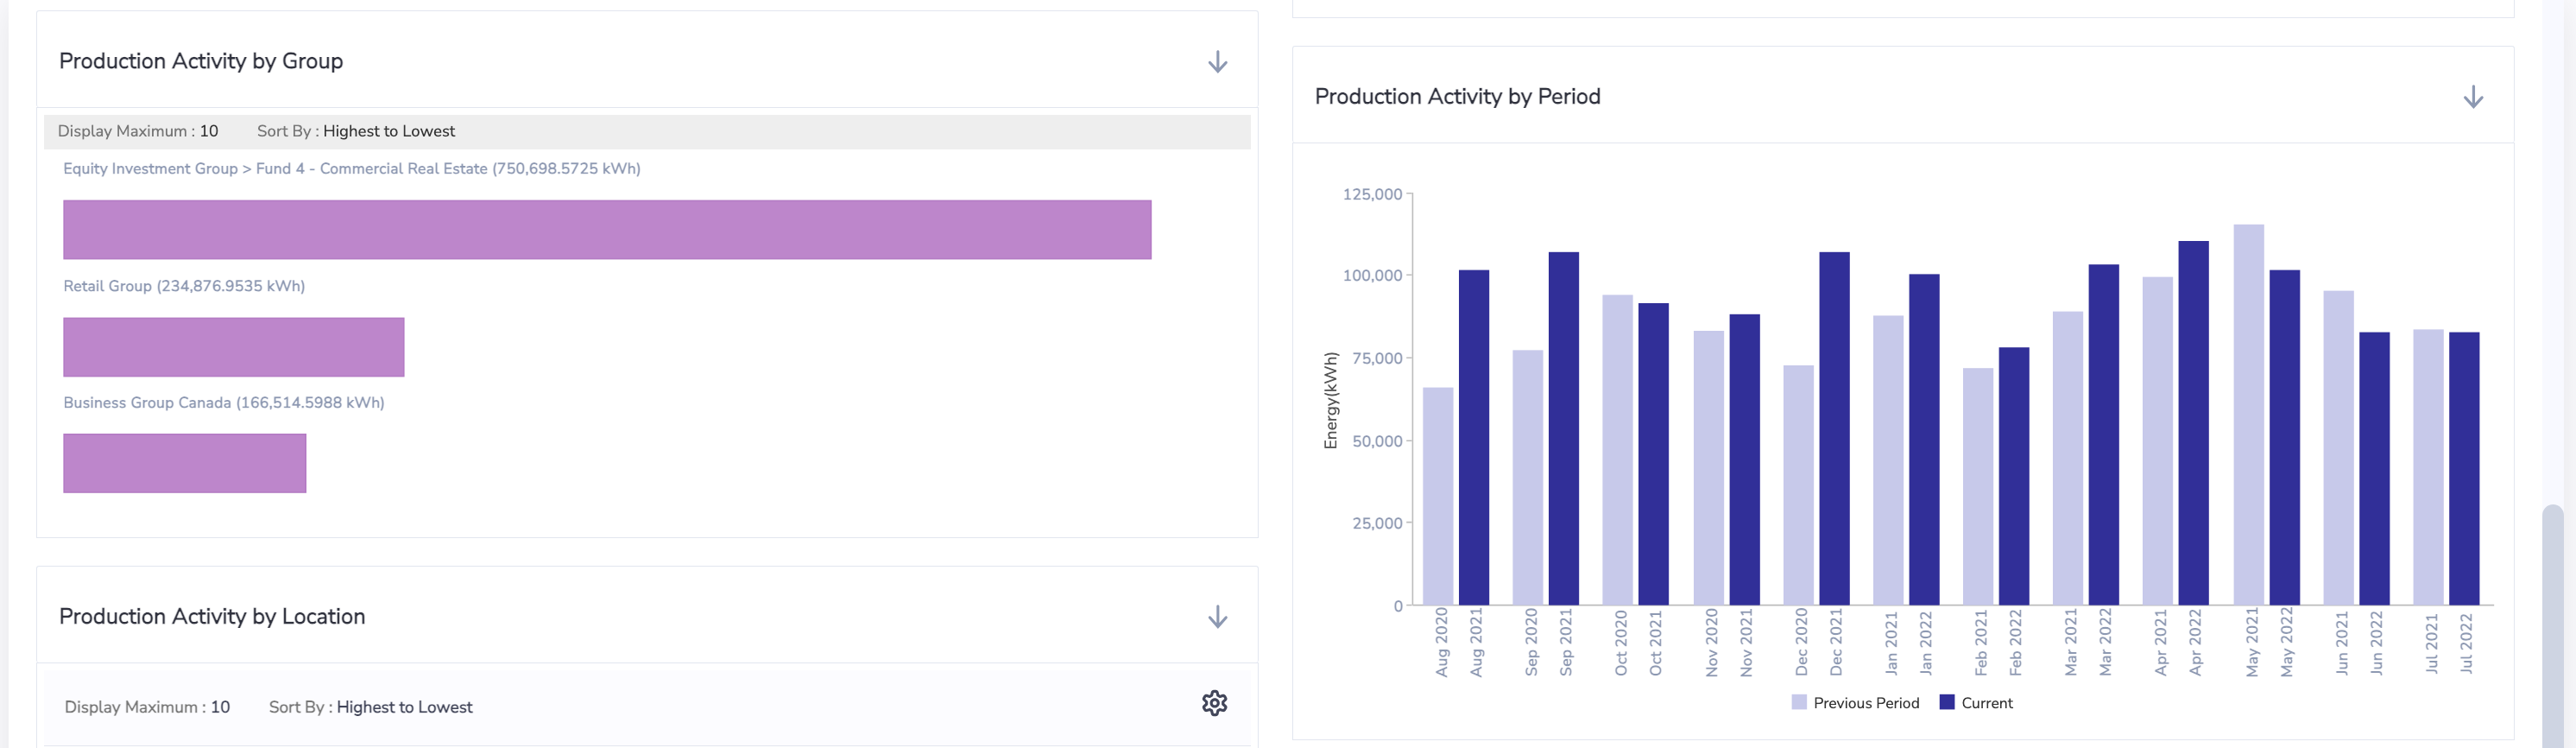 Production Activity by Group
Display Maximum : 10 Sort By : Highest to Lowest
Equity Investment Group > Fund 4 - Commercial Real Estate (750,698.5725 kWh)
Retail Group (234,876.9535 kWh)
Business Group Canada (166,514.5988 kWh)
Production Activity by Location
Display Maximum : 10 Sort By : Highest to Lowest
Production Activity by Period
Energy(kWh)
125,000
100,000
75,000
50,000
25,000
0
Aug 2020
Aug 2021
Sep 2020
Sep 2021
Oct 2020
Oct 2021
Nov 2020
Nov 2021
Dec 2020
Dec 2021
Jan 2021
Jan 2022
Feb 2021
Feb 2022
Mar 2021
Mar 2022
Apr 2021
Apr 2022
May 2021
May 2022
Jun 2021
Jun 2022
Jul 2021
Jul 2022
Previous Period Current